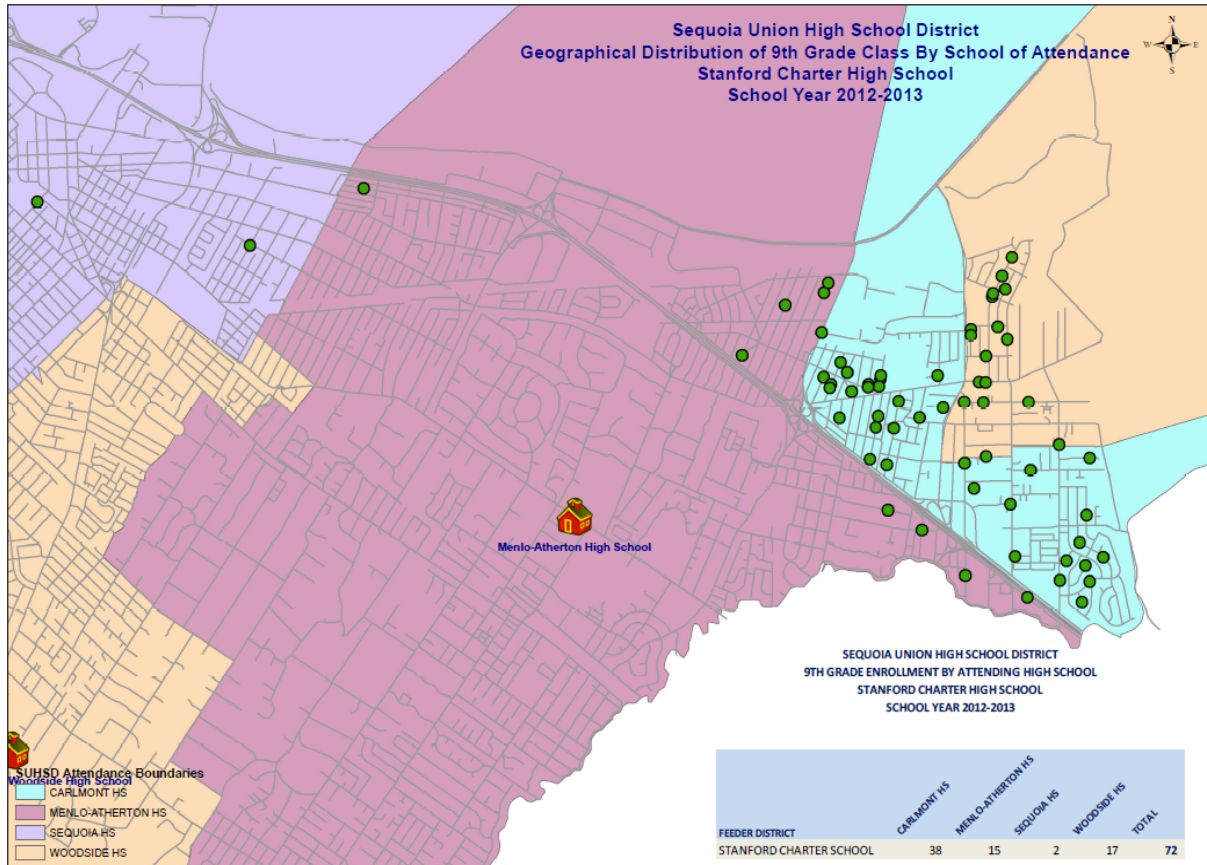 Sequoia Union High School District
Geographical Distribution of 9th Grade Class By School of Attendance
Stanford Charter High School
School Year 2012-2013
N
W E
S
Menlo-Atherton High School
SEQUOIA UNION HIGH SCHOOL DISTRICT
9TH GRADE ENROLLMENT BY ATTENDING HIGH SCHOOL
STANFORD CHARTER HIGH SCHOOL
SCHOOL YEAR 2012-2013
Woodside High School
SUHSD Attendance Boundaries
CARLMONT HS
MENLO-ATHERTON HS
SEQUOIA HS
WOODSIDE HS
FEEDER DISTRICT CARLMONT HS MENLO-ATHERTON HS SEQUOIA HS WOODSIDE HS TOTAL
STANFORD CHARTER SCHOOL 38 15 2 17 72